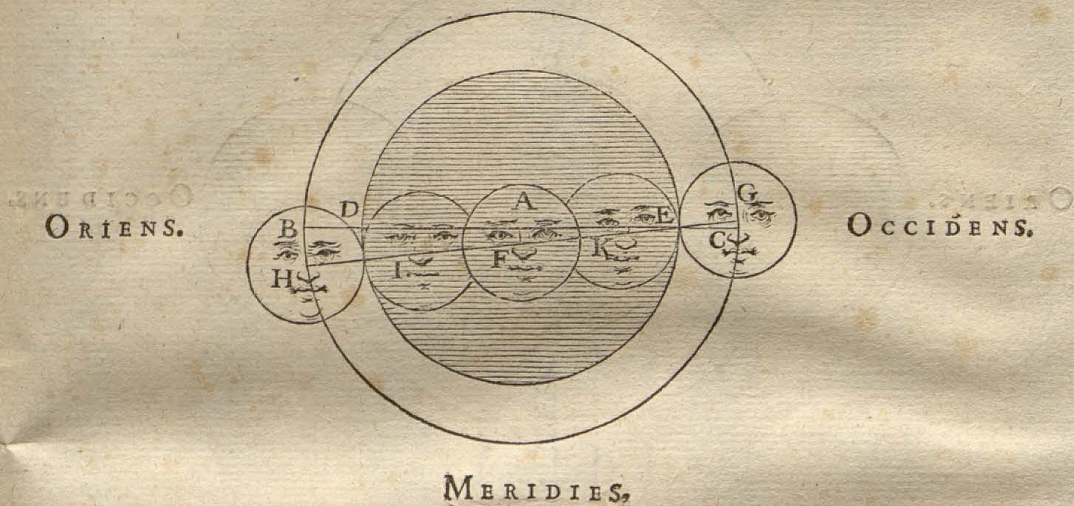 A
G
D
E
B
C
F
K
I.
H
ORIENS.
OCCIDENS.
MERIDIES,